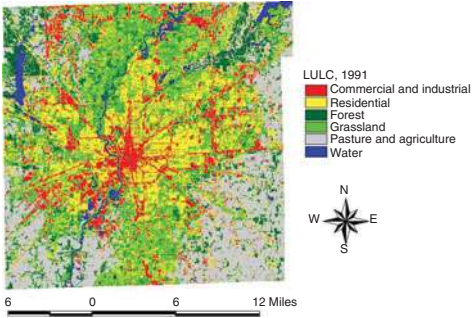 LULC, 1991
Commercial and industrial
Residential
Forest
Grassland
Pasture and agriculture
Water
N
W E
S
6 0 6 12 Miles